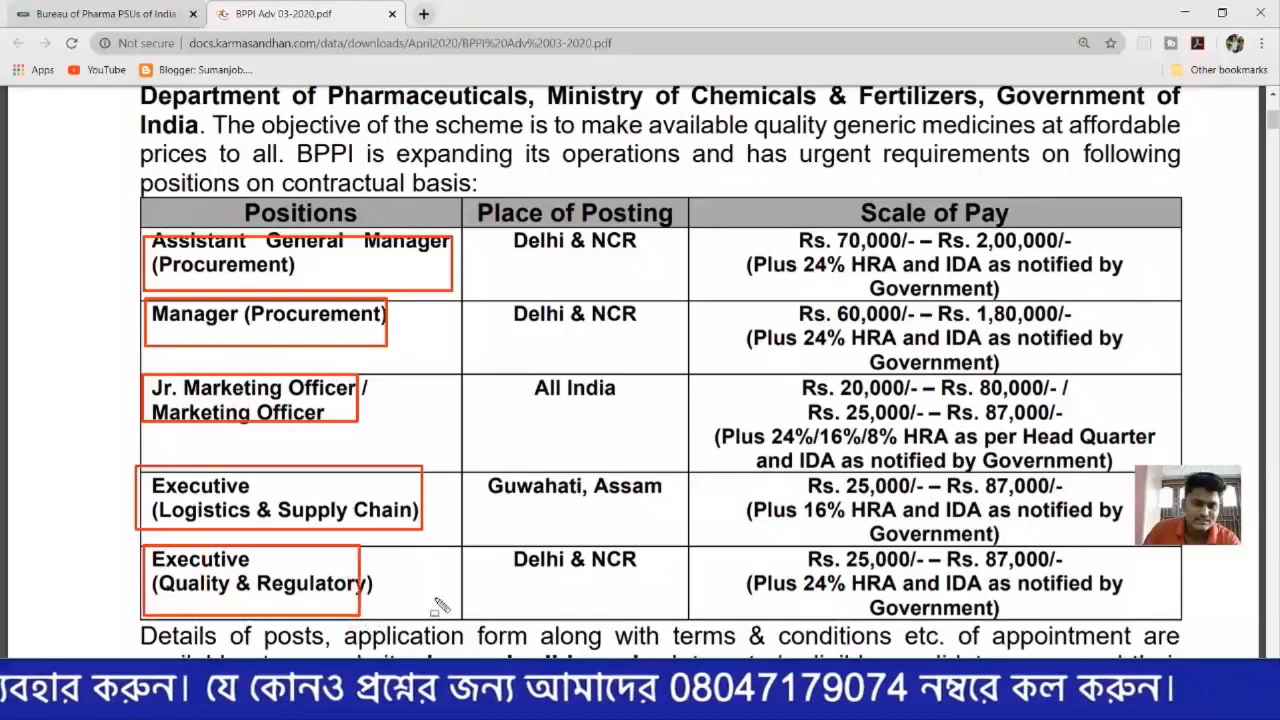 Bureau of Pharma PSUs of India
BPPI Adv 03-2020.pdf
Not secure | docs.karmasandhan.com/data/downloads/April2020/BPPI%20Adv%2003-2020.pdf
Apps YouTube Blogger: Sumanjob.... Other bookmarks
Department of Pharmaceuticals, Ministry of Chemicals & Fertilizers, Government of
India. The objective of the scheme is to make available quality generic medicines at affordable
prices to all. BPPI is expanding its operations and has urgent requirements on following
positions on contractual basis:
Positions Place of Posting Scale of Pay
Assistant General Manager
(Procurement)
Delhi & NCR
Rs. 70,000/- – Rs. 2,00,000/-
(Plus 24% HRA and IDA as notified by
Government)
Manager (Procurement)
Delhi & NCR
Rs. 60,000/- – Rs. 1,80,000/-
(Plus 24% HRA and IDA as notified by
Government)
Jr. Marketing Officer /
Marketing Officer
All India
Rs. 20,000/- – Rs. 80,000/- /
Rs. 25,000/- – Rs. 87,000/-
(Plus 24%/16%/8% HRA as per Head Quarter
and IDA as notified by Government)
Executive
(Logistics & Supply Chain)
Guwahati, Assam
Rs. 25,000/- – Rs. 87,000/-
(Plus 16% HRA and IDA as notified by
Government)
Executive
(Quality & Regulatory)
Delhi & NCR
Rs. 25,000/- – Rs. 87,000/-
(Plus 24% HRA and IDA as notified by
Government)
Details of posts, application form along with terms & conditions etc. of appointment are
করুন। যে কোনও প্রশ্নের জন্য আমাদের 08047179074 নম্বরে কল করুন।